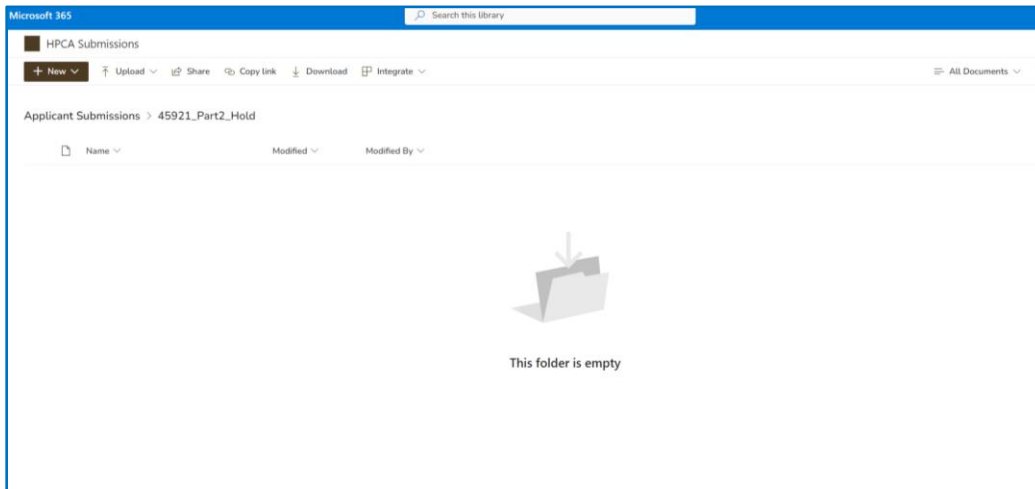 Microsoft 365 Search this library
HPCA Submissions
New Upload Share Copy link Download Integrate All Documents
Applicant Submissions > 45921_Part2_Hold
Name Modified Modified By
This folder is empty